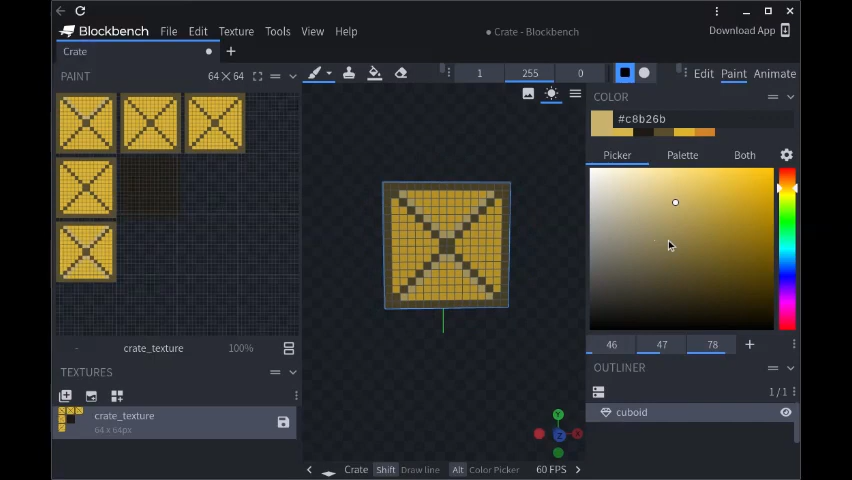 Blockbench File Edit Texture Tools View Help
Crate - Blockbench
Download App
Crate
PAINT 64×64
1 255 0
Edit Paint Animate
COLOR
#c8b26b
Picker Palette Both
46 47 78
- crate_texture 100%
TEXTURES
crate_texture
64 x 64px
OUTLINER
1/1
cuboid
Y
Z
Crate Shift Draw line Alt Color Picker 60 FPS